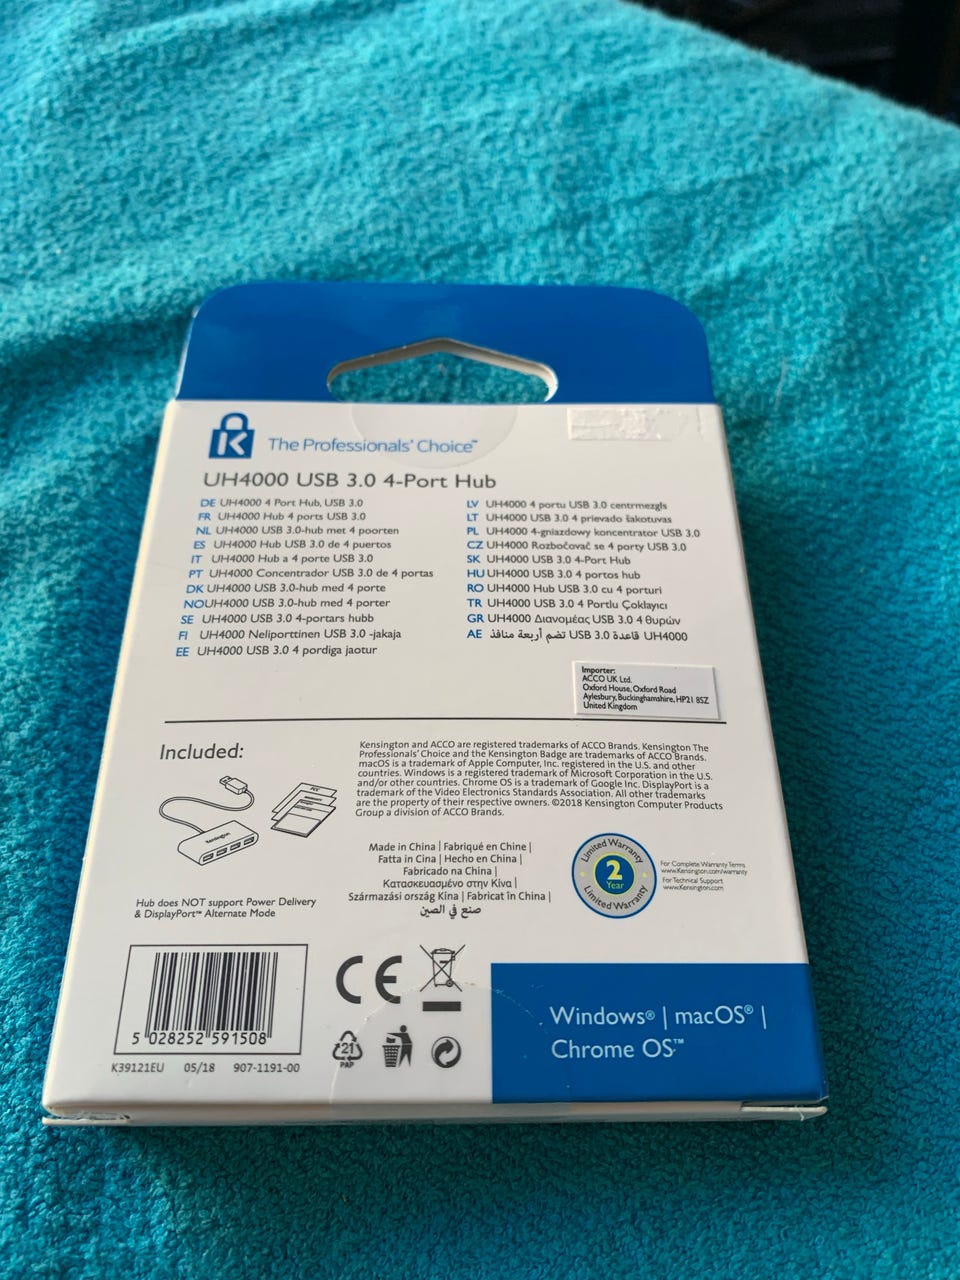 K The Professionals' Choice™
UH4000 USB 3.0 4-Port Hub
DE UH4000 4 Port Hub, USB 3.0
FR UH4000 Hub 4 ports USB 3.0
NL UH4000 USB 3.0-hub met 4 poorten
ES UH4000 Hub USB 3.0 de 4 puertos
IT UH4000 Hub a 4 porte USB 3.0
PT UH4000 Concentrador USB 3.0 de 4 portas
DK UH4000 USB 3.0-hub med 4 porte
NO UH4000 USB 3.0-hub med 4 porter
SE UH4000 USB 3.0 4-portars hubb
FI UH4000 Neliporttinen USB 3.0 -jakaja
EE UH4000 USB 3.0 4 pordiga jaotur
LV UH4000 4 portu USB 3.0 centrmezgls
LT UH4000 USB 3.0 4 prievado šakotuvas
PL UH4000 4-gniazdowy koncentrator USB 3.0
CZ UH4000 Rozbočovač se 4 porty USB 3.0
SK UH4000 USB 3.0 4-Port Hub
HU UH4000 USB 3.0 4 portos hub
RO UH4000 Hub USB 3.0 cu 4 porturi
TR UH4000 USB 3.0 4 Portlu Çoklayıcı
GR UH4000 Διανομέας USB 3.0 4 θυρών
AE UH4000 قاعدة USB 3.0 تضم أربعة منافذ
Importer:
ACCO UK Ltd.
Oxford House, Oxford Road
Aylesbury, Buckinghamshire, HP21 8SZ
United Kingdom
Included:
Kensington
FCC
Hub does NOT support Power Delivery
& DisplayPort™ Alternate Mode
Kensington and ACCO are registered trademarks of ACCO Brands. Kensington The
Professionals' Choice and the Kensington Badge are trademarks of ACCO Brands.
macOS is a trademark of Apple Computer, Inc. registered in the U.S. and other
countries. Windows is a registered trademark of Microsoft Corporation in the U.S.
and/or other countries. Chrome OS is a trademark of Google Inc. DisplayPort is a
trademark of the Video Electronics Standards Association. All other trademarks
are the property of their respective owners. ©2018 Kensington Computer Products
Group a division of ACCO Brands.
Made in China | Fabriqué en Chine |
Fatta in Cina | Hecho en China |
Fabricado na China |
Κατασκευασμένο στην Κίνα |
Származási ország Kína | Fabricat în China |
صنع في الصين
Limited Warranty
2
Year
Limited Warranty
For Complete Warranty Terms
www.Kensington.com/warranty
For Technical Support
www.Kensington.com
5 028252 591508
K39121EU 05/18 907-1191-00
CE
21
PAP
Windows® | macOS® |
Chrome OS™